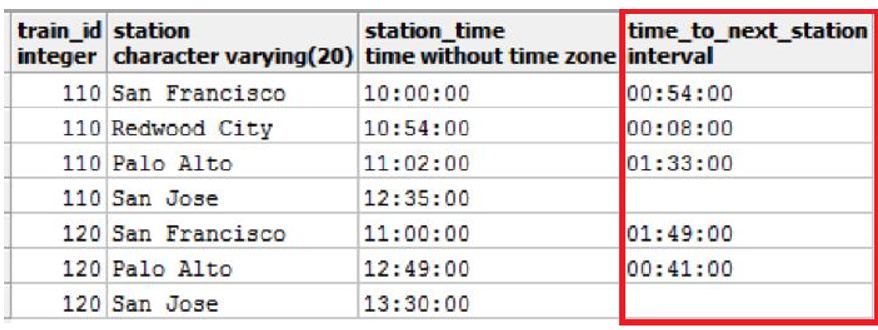 train_id station station_time time_to_next_station
integer character varying(20) time without time zone interval
110 San Francisco 10:00:00 00:54:00
110 Redwood City 10:54:00 00:08:00
110 Palo Alto 11:02:00 01:33:00
110 San Jose 12:35:00
120 San Francisco 11:00:00 01:49:00
120 Palo Alto 12:49:00 00:41:00
120 San Jose 13:30:00